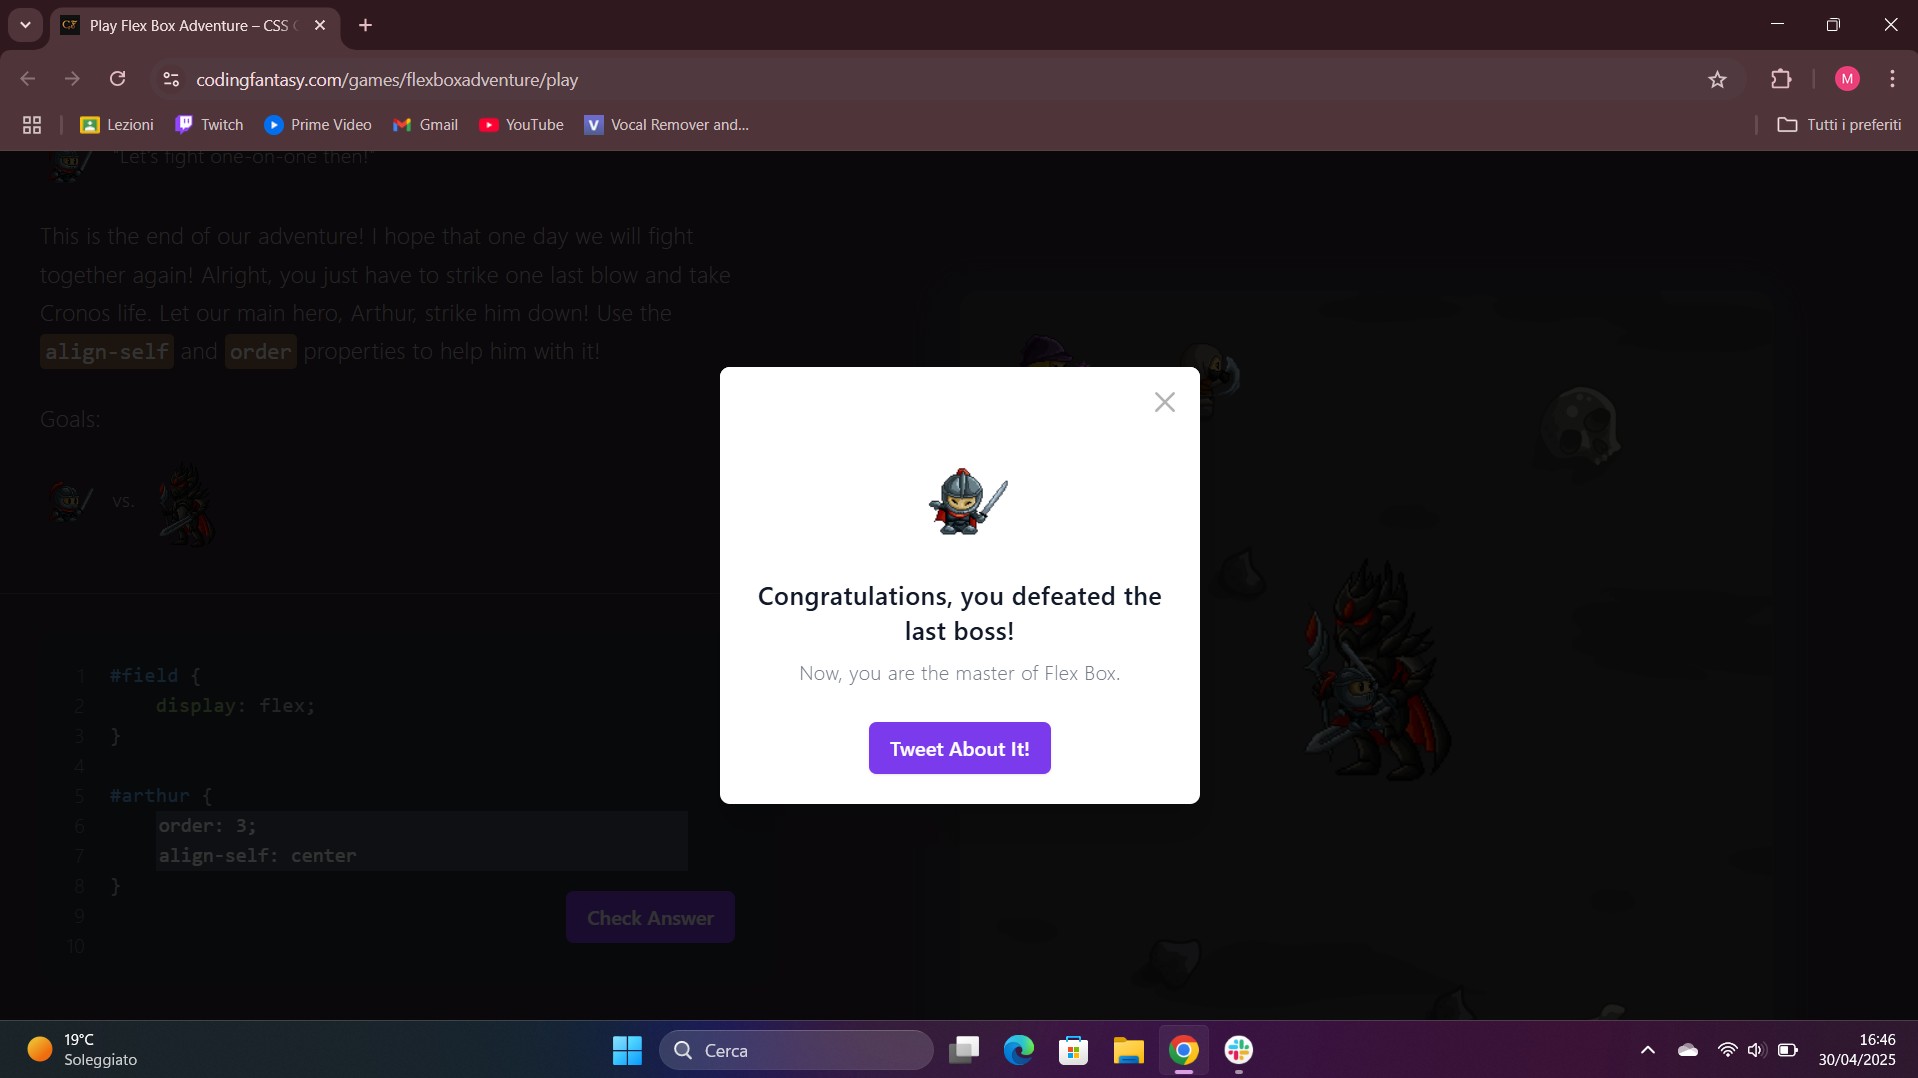 Play Flex Box Adventure – CSS
codingfantasy.com/games/flexboxadventure/play
M
Lezioni
Twitch
Prime Video
Gmail
YouTube
Vocal Remover and...
Tutti i preferiti
"Let's fight one-on-one then!"
This is the end of our adventure! I hope that one day we will fight
together again! Alright, you just have to strike one last blow and take
Cronos life. Let our main hero, Arthur, strike him down! Use the
align-self and order properties to help him with it!
Goals:
vs.
1 #field {
2 display: flex;
3 }
4
5 #arthur {
6 order: 3;
7 align-self: center
8 }
9
10
Check Answer
Congratulations, you defeated the
last boss!
Now, you are the master of Flex Box.
Tweet About It!
19°C
Soleggiato
Cerca
16:46
30/04/2025